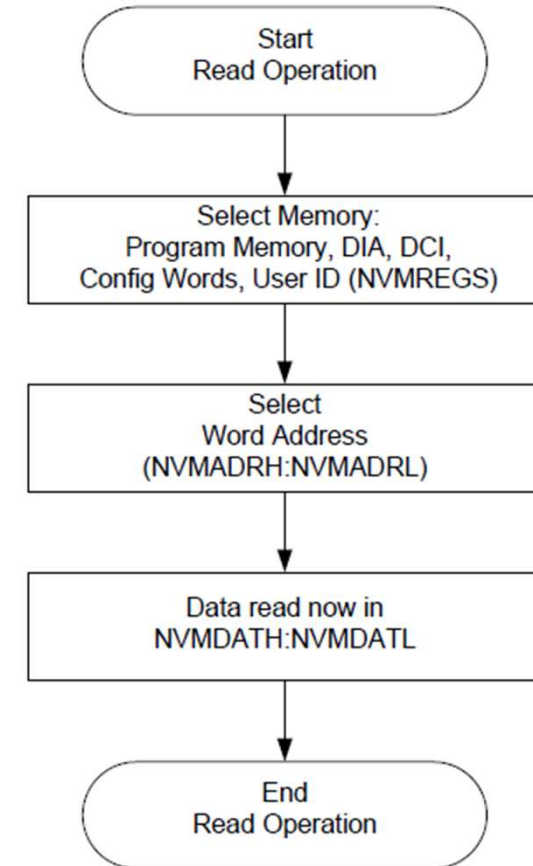 Start
Read Operation
Select Memory:
Program Memory, DIA, DCI,
Config Words, User ID (NVMREGS)
Select
Word Address
(NVMADRH:NVMADRL)
Data read now in
NVMDATH:NVMDATL
End
Read Operation